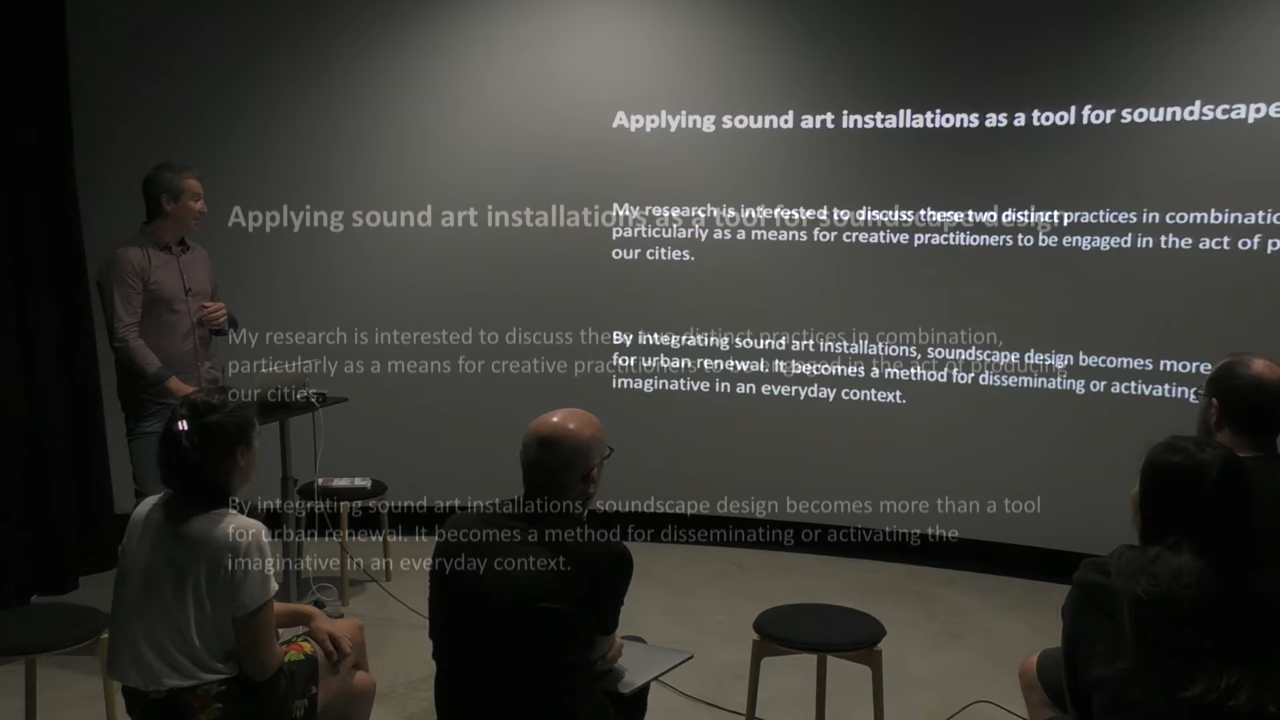 Applying sound art installations as a tool for soundscape
My research is interested to discuss these two distinct practices in
particularly as a means for creative practitioners to be engaged in the act of
our cities.
By integrating sound art installations, soundscape design becomes more
for urban renewal. It becomes a method for disseminating or activating
imaginative in an everyday context.
Applying sound art installations as a tool for soundscape design
My research is interested to discuss these two distinct practices in combination,
particularly as a means for creative practitioners to be engaged in the act of producing
our cities.
By integrating sound art installations, soundscape design becomes more than a tool
for urban renewal. It becomes a method for disseminating or activating the
imaginative in an everyday context.